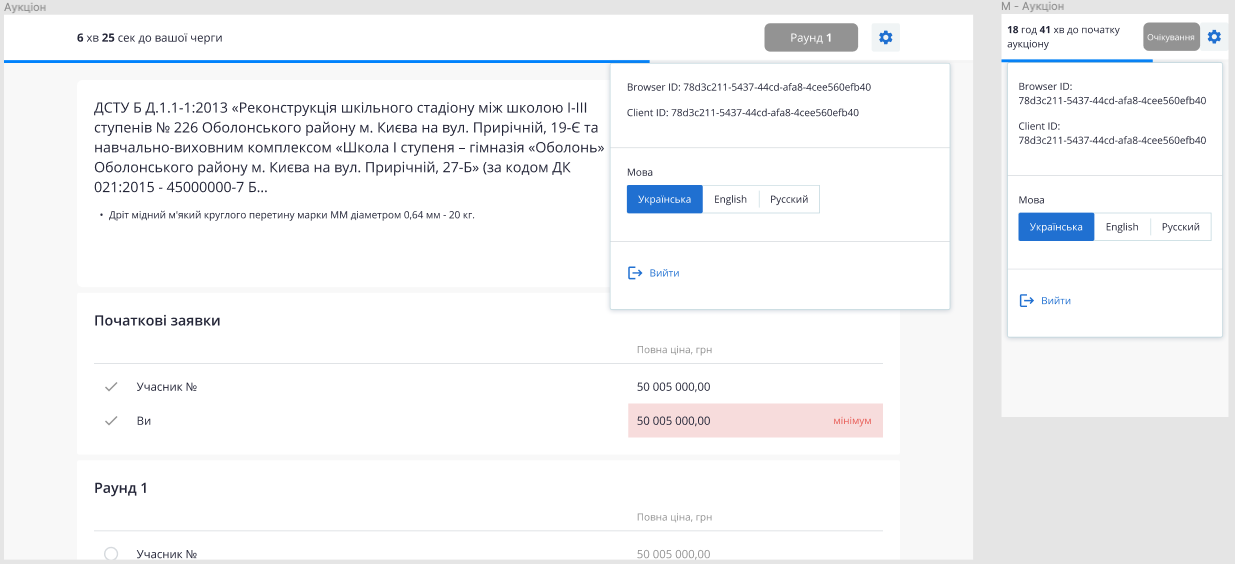 Аукціон
6 хв 25 сек до вашої черги
Раунд 1
Browser ID: 78d3c211-5437-44cd-afa8-4cee560efb40
Client ID: 78d3c211-5437-44cd-afa8-4cee560efb40
Мова
Українська English Русский
Вийти
ДСТУ Б Д.1.1-1:2013 «Реконструкція шкільного стадіону між школою І-ІІІ
ступенів № 226 Оболонського району м. Києва на вул. Прирічній, 19-Є та
навчально-виховним комплексом «Школа І ступеня – гімназія «Оболонь»
Оболонського району м. Києва на вул. Прирічній, 27-Б» (за кодом ДК
021:2015 - 45000000-7 Б...
• Дріт мідний м'який круглого перетину марки ММ діаметром 0,64 мм - 20 кг.
Початкові заявки
Повна ціна, грн
Учасник № 50 005 000,00
Ви 50 005 000,00 мінімум
Раунд 1
Повна ціна, грн
Учасник № 50 005 000,00
М - Аукціон
18 год 41 хв до початку
аукціону
Очікування
Browser ID:
78d3c211-5437-44cd-afa8-4cee560efb40
Client ID:
78d3c211-5437-44cd-afa8-4cee560efb40
Мова
Українська English Русский
Вийти